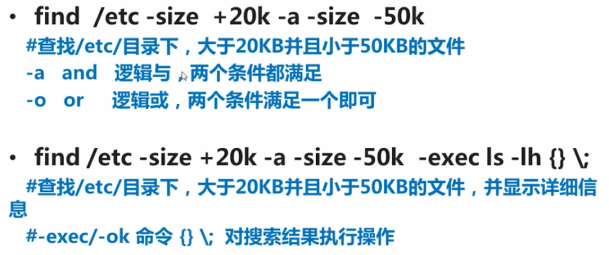 • find /etc -size +20k -a -size -50k
#查找/etc/目录下，大于20KB并且小于50KB的文件
-a and 逻辑与，两个条件都满足
-o or 逻辑或，两个条件满足一个即可
• find /etc -size +20k -a -size -50k -exec ls -lh {} \;
#查找/etc/目录下，大于20KB并且小于50KB的文件，并显示详细信
息
#-exec/-ok 命令 {} \; 对搜索结果执行操作